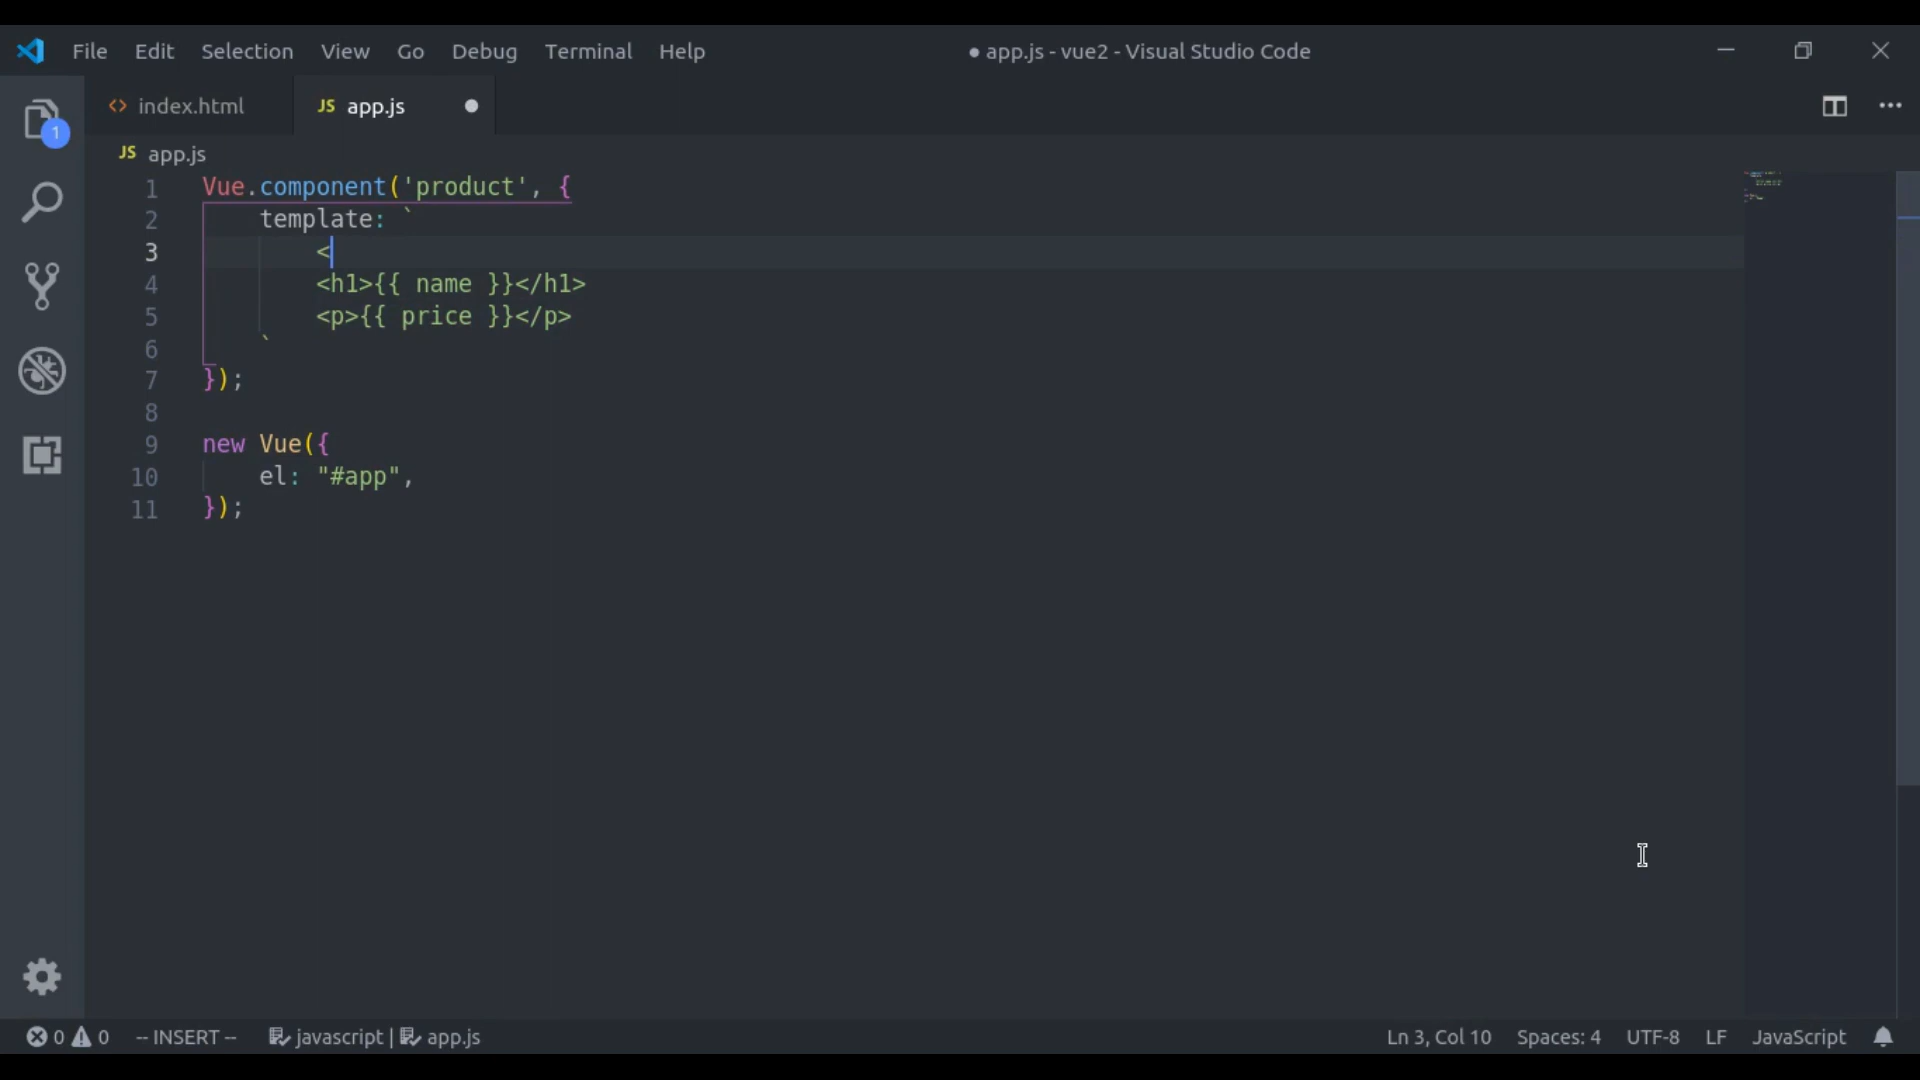 File Edit Selection View Go Debug Terminal Help ● app.js - vue2 - Visual Studio Code
<> index.html JS app.js
1
JS app.js
1 Vue.component('product', {
2     template: `
3         <
4         <h1>{{ name }}</h1>
5         <p>{{ price }}</p>
6     `
7 });
8
9 new Vue({
10     el: "#app",
11 });
0 0 -- INSERT -- javascript | app.js Ln 3, Col 10 Spaces: 4 UTF-8 LF JavaScript